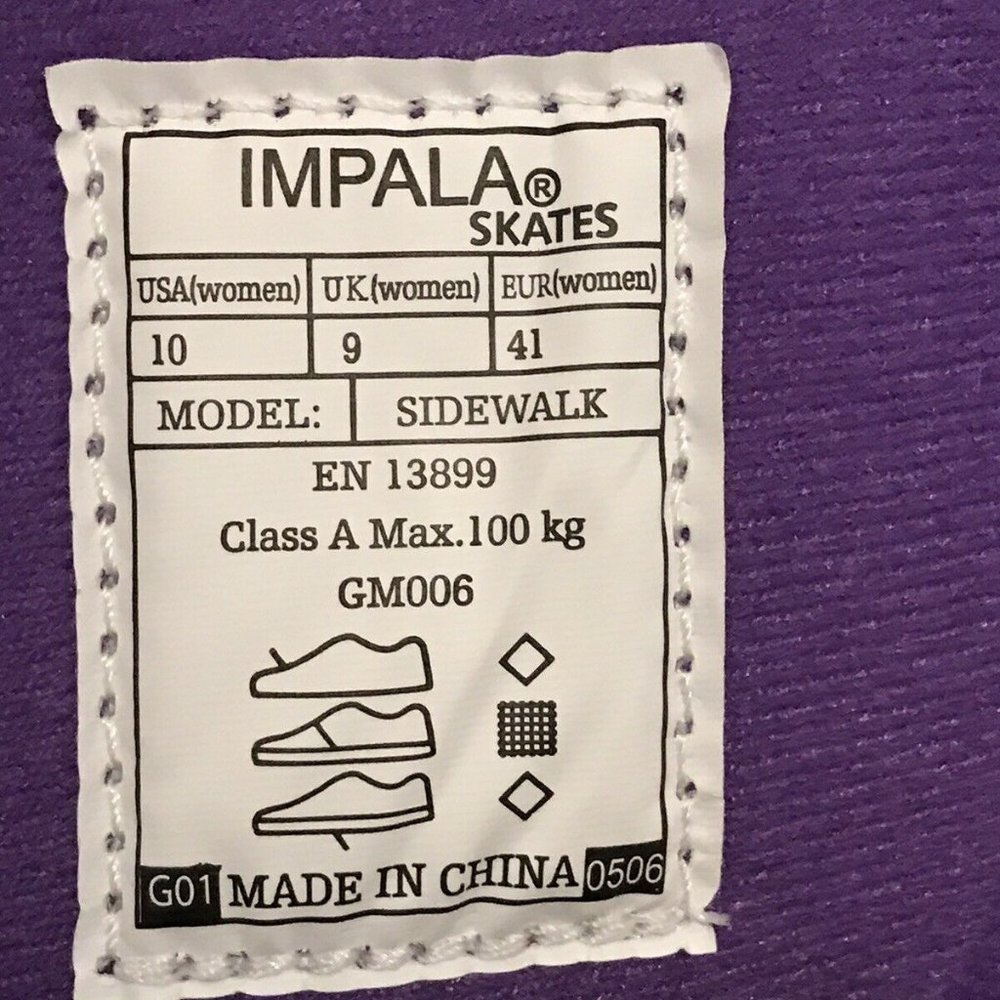 IMPALA®
SKATES
USA(women) UK(women) EUR(women)
10 9 41
MODEL: SIDEWALK
EN 13899
Class A Max.100 kg
GM006
G01 MADE IN CHINA 0506